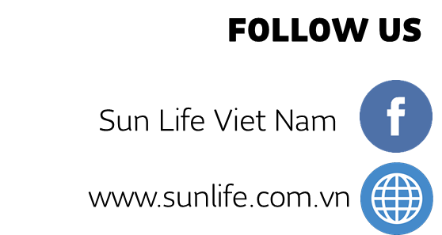 FOLLOW US
Sun Life Viet Nam
f
www.sunlife.com.vn